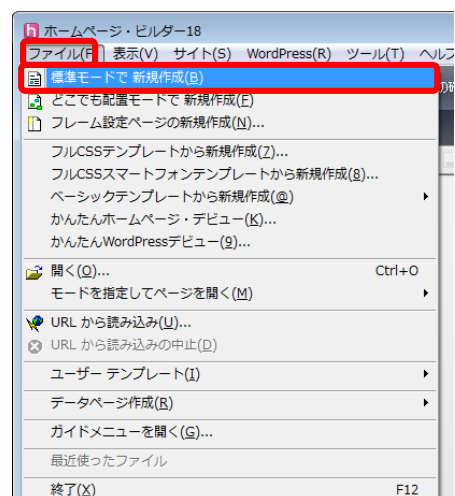 ホームページ・ビルダー18
ファイル(F) 表示(V) サイト(S) WordPress(R) ツール(T) ヘルプ
標準モードで 新規作成(B)
どこでも配置モードで 新規作成(F)
フレーム設定ページの新規作成(N)...
フルCSSテンプレートから新規作成(7)...
フルCSSスマートフォンテンプレートから新規作成(8)...
ベーシックテンプレートから新規作成(@)
かんたんホームページ・デビュー(K)...
かんたんWordPressデビュー(9)...
開く(O)... Ctrl+O
モードを指定してページを開く(M)
URL から読み込み(U)...
URL から読み込みの中止(D)
ユーザー テンプレート(I)
データページ作成(R)
ガイドメニューを開く(G)...
最近使ったファイル
終了(X) F12